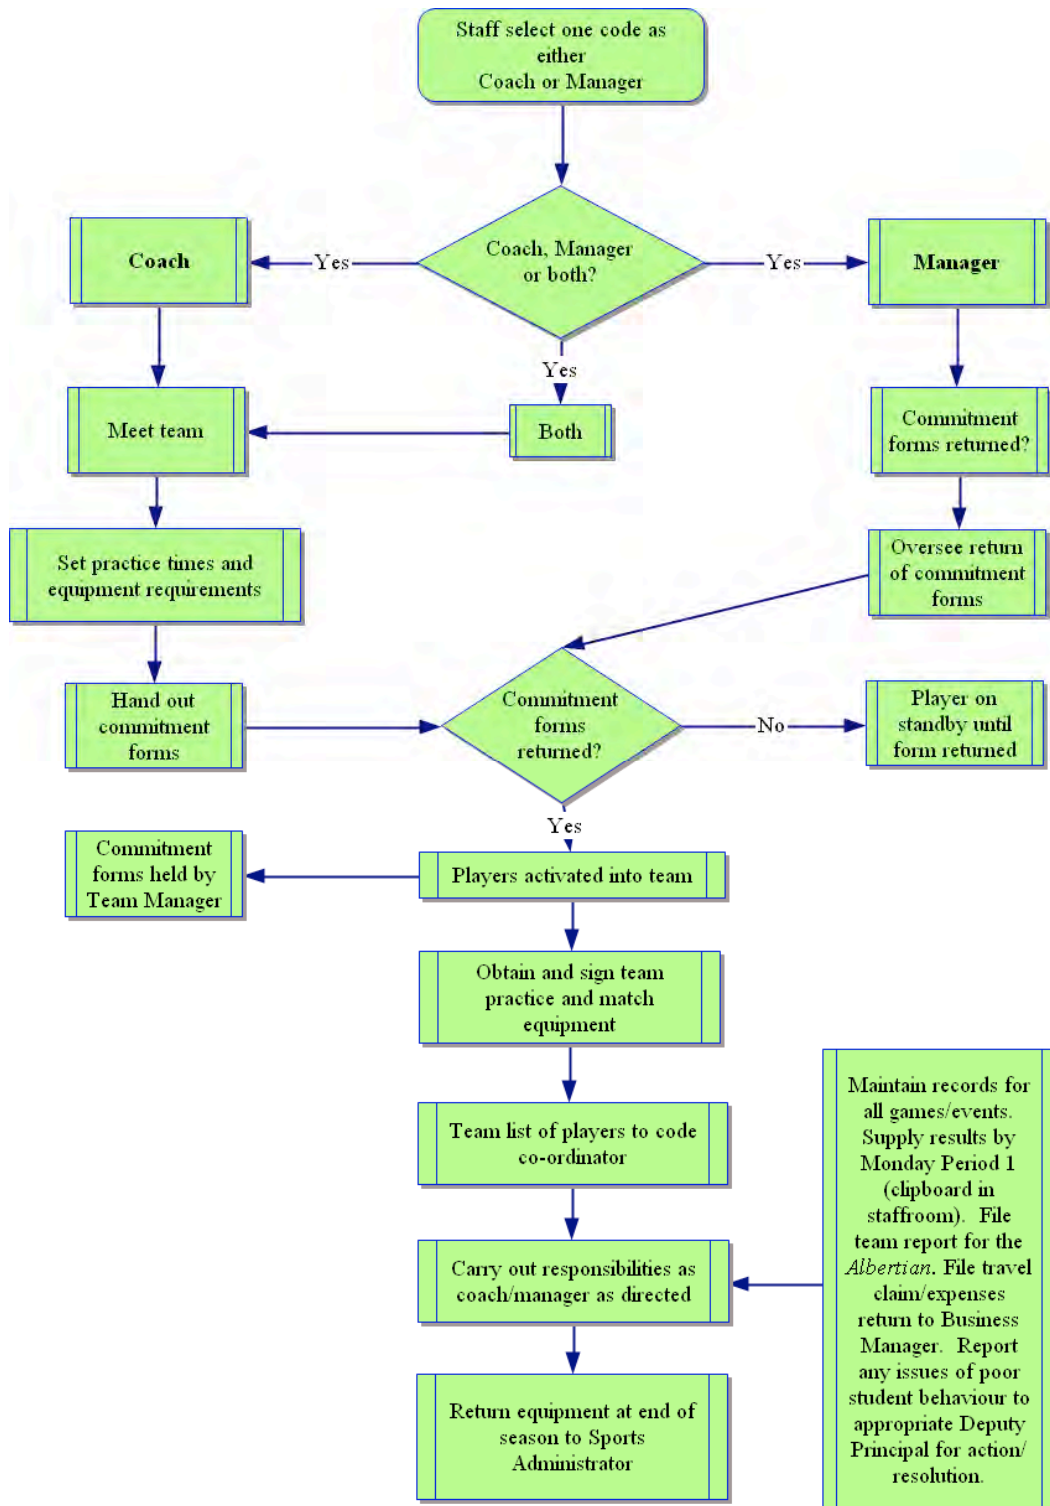 Staff select one code as
either
Coach or Manager
Coach, Manager
or both?
Yes
Yes
Yes
Coach
Manager
Meet team
Both
Commitment
forms returned?
Set practice times and
equipment requirements
Oversee return
of commitment
forms
Hand out
commitment
forms
Commitment
forms
returned?
No
Player on
standby until
form returned
Yes
Commitment
forms held by
Team Manager
Players activated into team
Obtain and sign team
practice and match
equipment
Team list of players to code
co-ordinator
Carry out responsibilities as
coach/manager as directed
Return equipment at end of
season to Sports
Administrator
Maintain records for
all games/events.
Supply results by
Monday Period 1
(clipboard in
staffroom). File
team report for the
Albertian. File travel
claim/expenses
return to Business
Manager. Report
any issues of poor
student behaviour to
appropriate Deputy
Principal for action/
resolution.